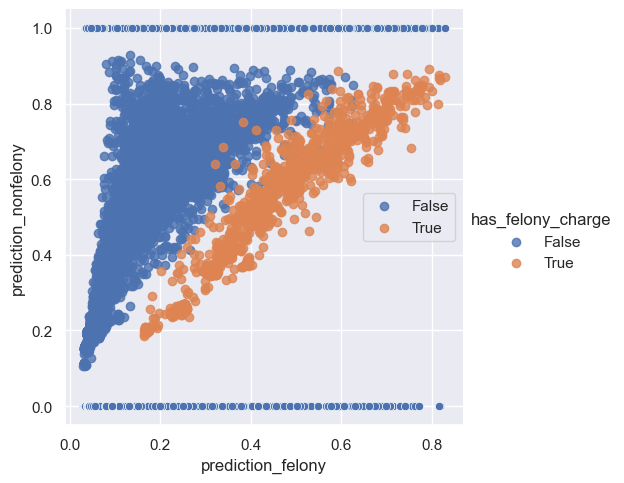 1.0
0.8
0.6
0.4
0.2
0.0
prediction_nonfelony
0.0 0.2 0.4 0.6 0.8
prediction_felony
False
True
has_felony_charge
False
True